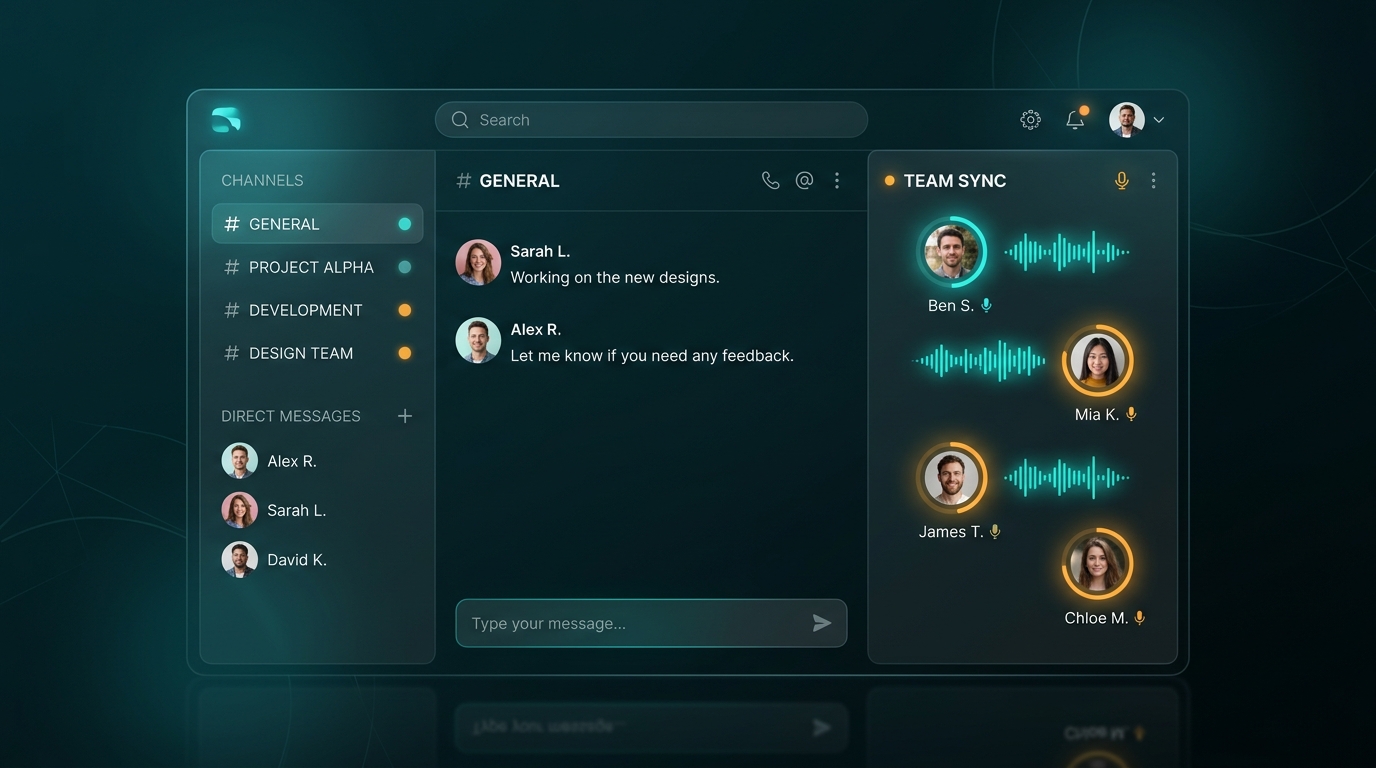 Search
CHANNELS
# GENERAL
# PROJECT ALPHA
# DEVELOPMENT
# DESIGN TEAM
DIRECT MESSAGES +
Alex R.
Sarah L.
David K.
# GENERAL
Sarah L.
Working on the new designs.
Alex R.
Let me know if you need any feedback.
Type your message...
TEAM SYNC
Ben S.
Mia K.
James T.
Chloe M.